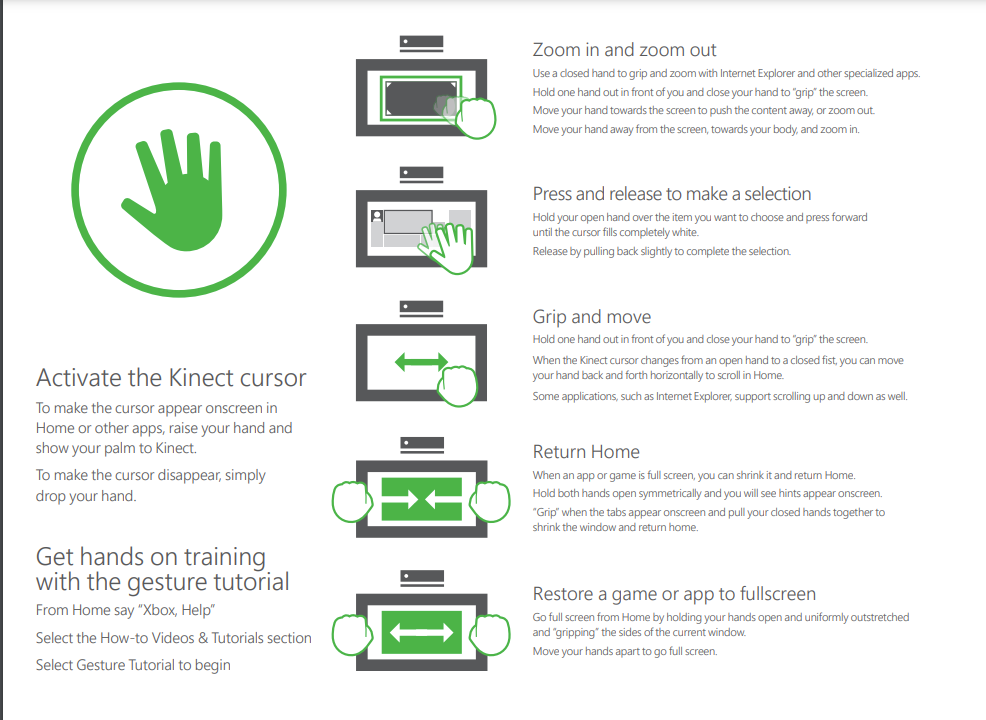 Activate the Kinect cursor
To make the cursor appear onscreen in
Home or other apps, raise your hand and
show your palm to Kinect.
To make the cursor disappear, simply
drop your hand.
Get hands on training
with the gesture tutorial
From Home say “Xbox, Help”
Select the How-to Videos & Tutorials section
Select Gesture Tutorial to begin
Zoom in and zoom out
Use a closed hand to grip and zoom with Internet Explorer and other specialized apps.
Hold one hand out in front of you and close your hand to “grip” the screen.
Move your hand towards the screen to push the content away, or zoom out.
Move your hand away from the screen, towards your body, and zoom in.
Press and release to make a selection
Hold your open hand over the item you want to choose and press forward
until the cursor fills completely white.
Release by pulling back slightly to complete the selection.
Grip and move
Hold one hand out in front of you and close your hand to “grip” the screen.
When the Kinect cursor changes from an open hand to a closed fist, you can move
your hand back and forth horizontally to scroll in Home.
Some applications, such as Internet Explorer, support scrolling up and down as well.
Return Home
When an app or game is full screen, you can shrink it and return Home.
Hold both hands open symmetrically and you will see hints appear onscreen.
“Grip” when the tabs appear onscreen and pull your closed hands together to
shrink the window and return home.
Restore a game or app to fullscreen
Go full screen from Home by holding your hands open and uniformly outstretched
and “gripping” the sides of the current window.
Move your hands apart to go full screen.